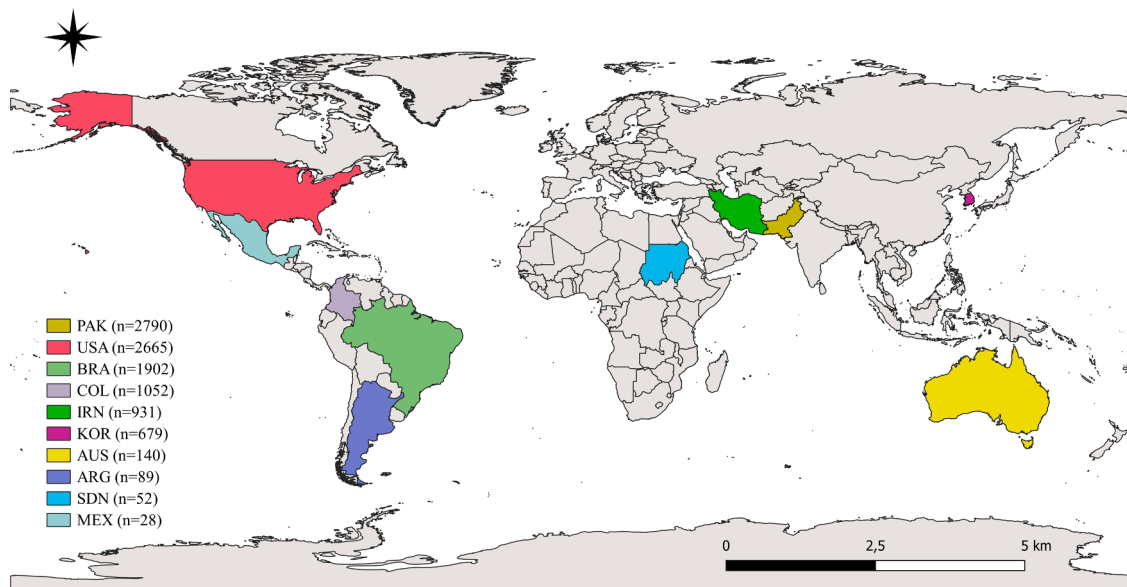 PAK (n=2790)
USA (n=2665)
BRA (n=1902)
COL (n=1052)
IRN (n=931)
KOR (n=679)
AUS (n=140)
ARG (n=89)
SDN (n=52)
MEX (n=28)
0 2,5 5 km